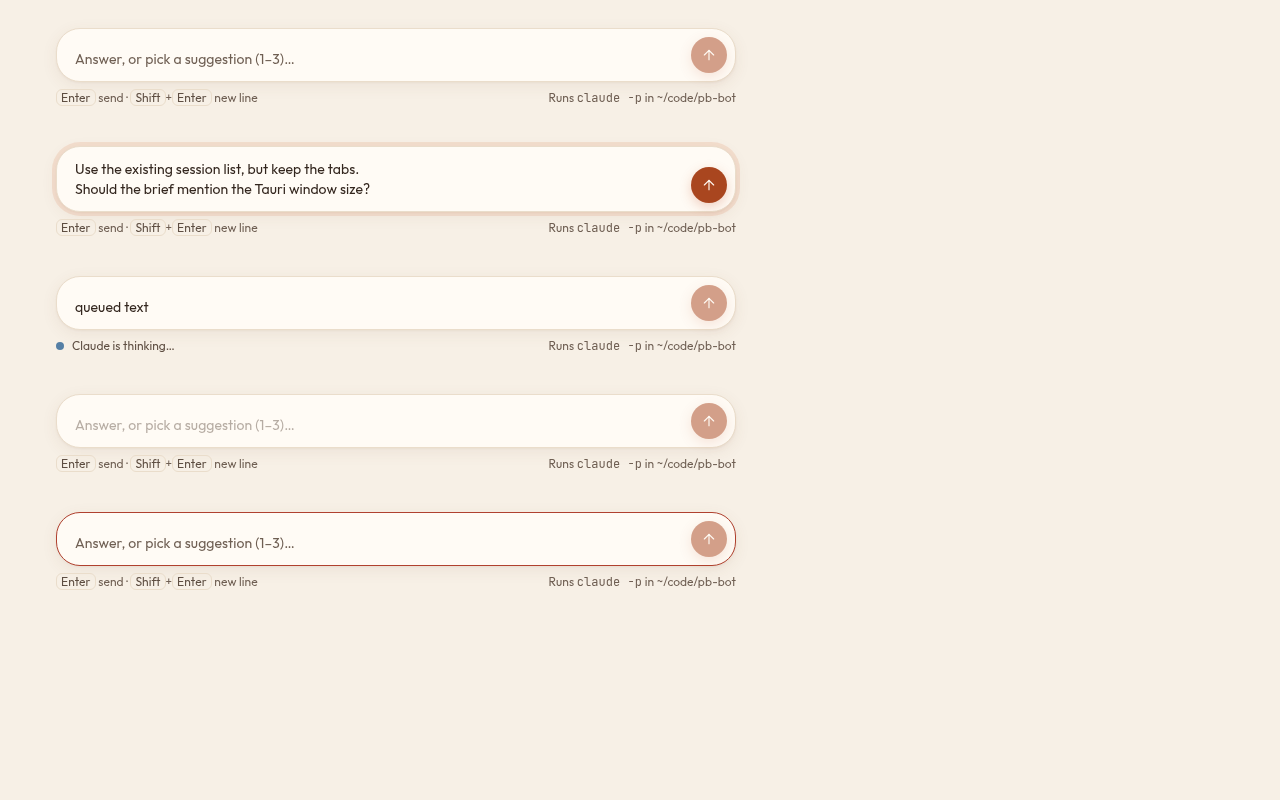 Answer, or pick a suggestion (1–3)…
Enter send · Shift + Enter new line Runs claude -p in ~/code/pb-bot
Use the existing session list, but keep the tabs.
Should the brief mention the Tauri window size?
Enter send · Shift + Enter new line Runs claude -p in ~/code/pb-bot
queued text
Claude is thinking… Runs claude -p in ~/code/pb-bot
Answer, or pick a suggestion (1–3)…
Enter send · Shift + Enter new line Runs claude -p in ~/code/pb-bot
Answer, or pick a suggestion (1–3)…
Enter send · Shift + Enter new line Runs claude -p in ~/code/pb-bot